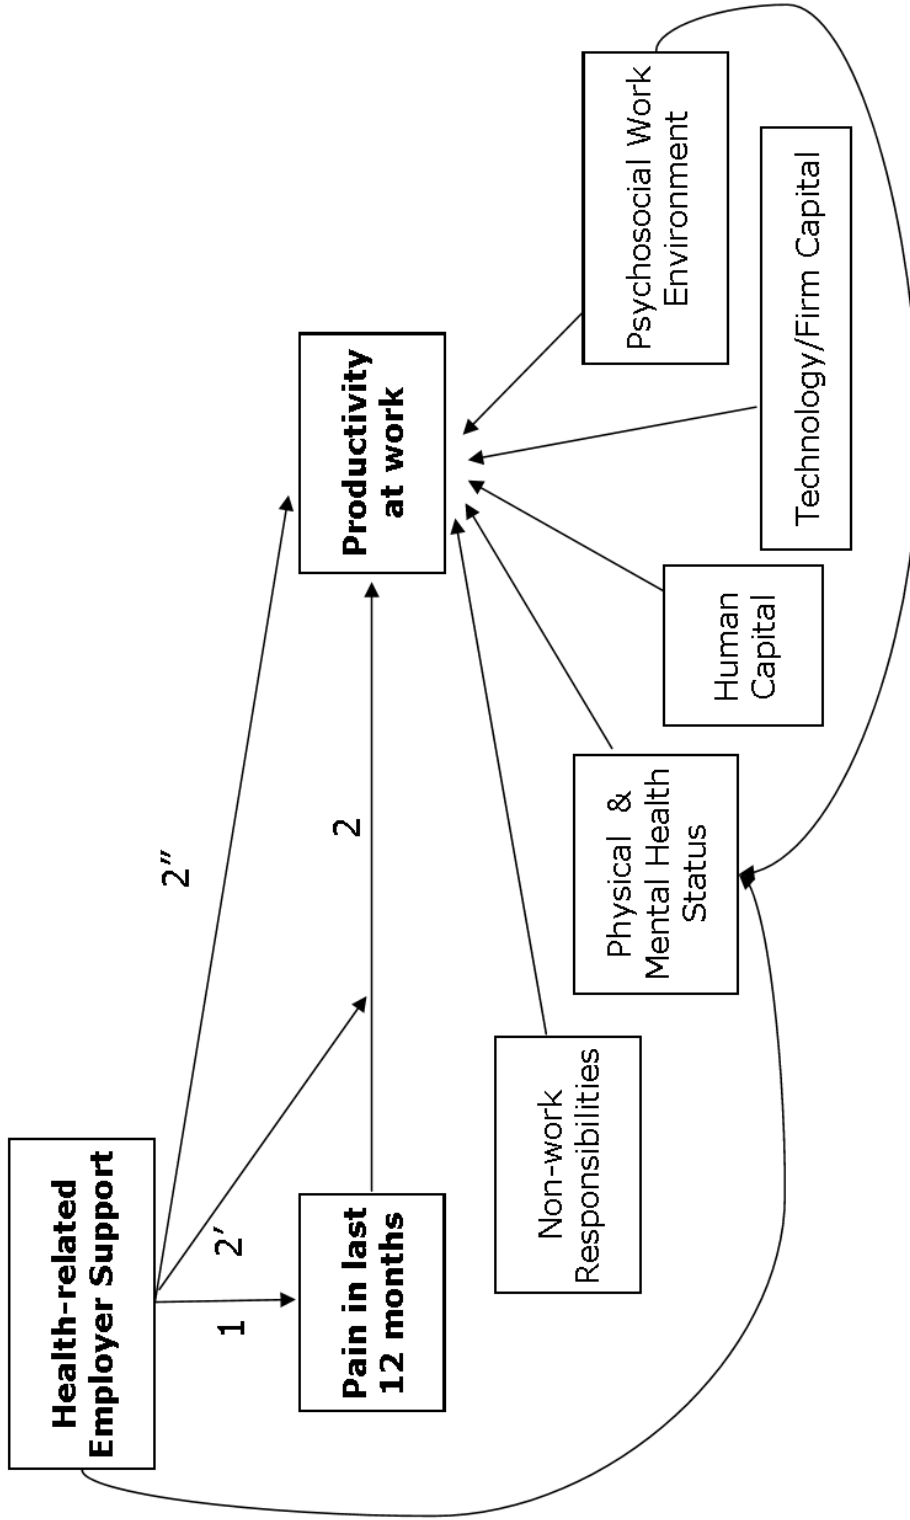 Health-related
Employer Support
2″
2′
1
Pain in last
12 months
2
Productivity
at work
Non-work
Responsibilities
Physical &
Mental Health
Status
Human
Capital
Technology/Firm Capital
Psychosocial Work
Environment